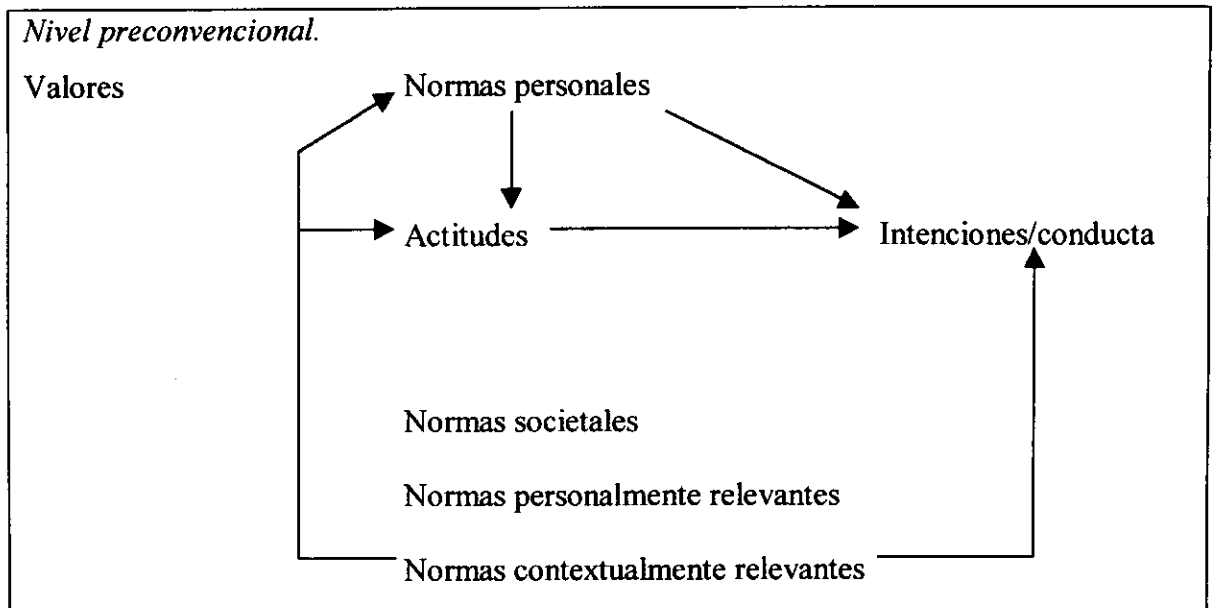 Nivel preconvencional.
Valores
Normas personales
Actitudes
Intenciones/conducta
Normas societales
Normas personalmente relevantes
Normas contextualmente relevantes